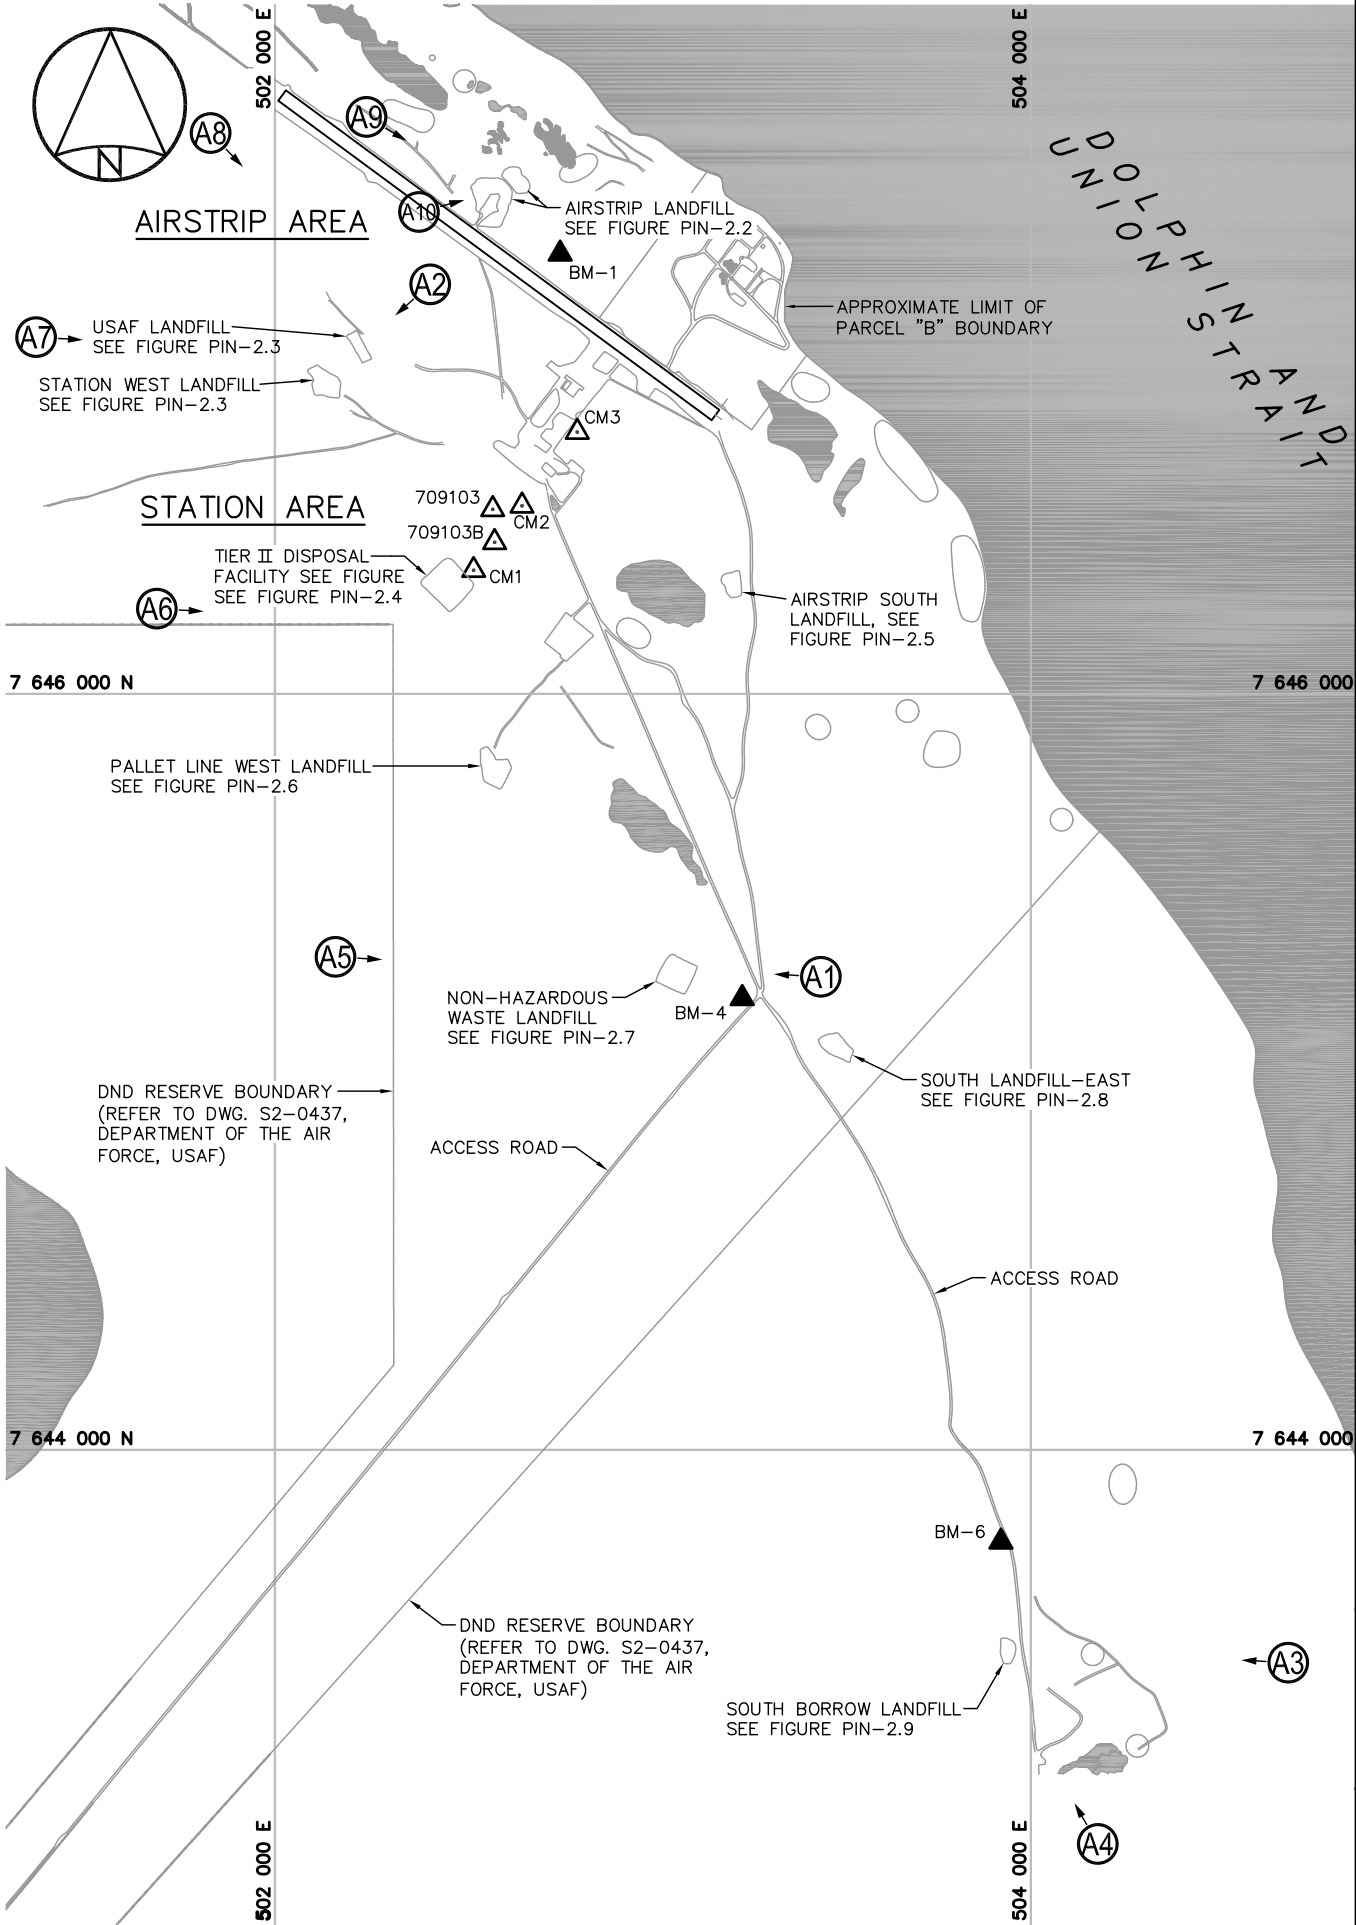 502 000 E
504 000 E
N
A8
A9
A10
AIRSTRIP AREA
AIRSTRIP LANDFILL
SEE FIGURE PIN-2.2
BM-1
DOLPHIN AND
UNION STRAIT
A2
APPROXIMATE LIMIT OF
PARCEL "B" BOUNDARY
A7
USAF LANDFILL
SEE FIGURE PIN-2.3
STATION WEST LANDFILL
SEE FIGURE PIN-2.3
CM3
STATION AREA
709103
CM2
709103B
CM1
TIER II DISPOSAL
FACILITY SEE FIGURE
SEE FIGURE PIN-2.4
A6
AIRSTRIP SOUTH
LANDFILL, SEE
FIGURE PIN-2.5
7 646 000 N
7 646 000
PALLET LINE WEST LANDFILL
SEE FIGURE PIN-2.6
A5
A1
NON-HAZARDOUS
WASTE LANDFILL
SEE FIGURE PIN-2.7
BM-4
SOUTH LANDFILL-EAST
SEE FIGURE PIN-2.8
DND RESERVE BOUNDARY
(REFER TO DWG. S2-0437,
DEPARTMENT OF THE AIR
FORCE, USAF)
ACCESS ROAD
ACCESS ROAD
7 644 000 N
7 644 000
BM-6
DND RESERVE BOUNDARY
(REFER TO DWG. S2-0437,
DEPARTMENT OF THE AIR
FORCE, USAF)
A3
SOUTH BORROW LANDFILL
SEE FIGURE PIN-2.9
A4
502 000 E
504 000 E